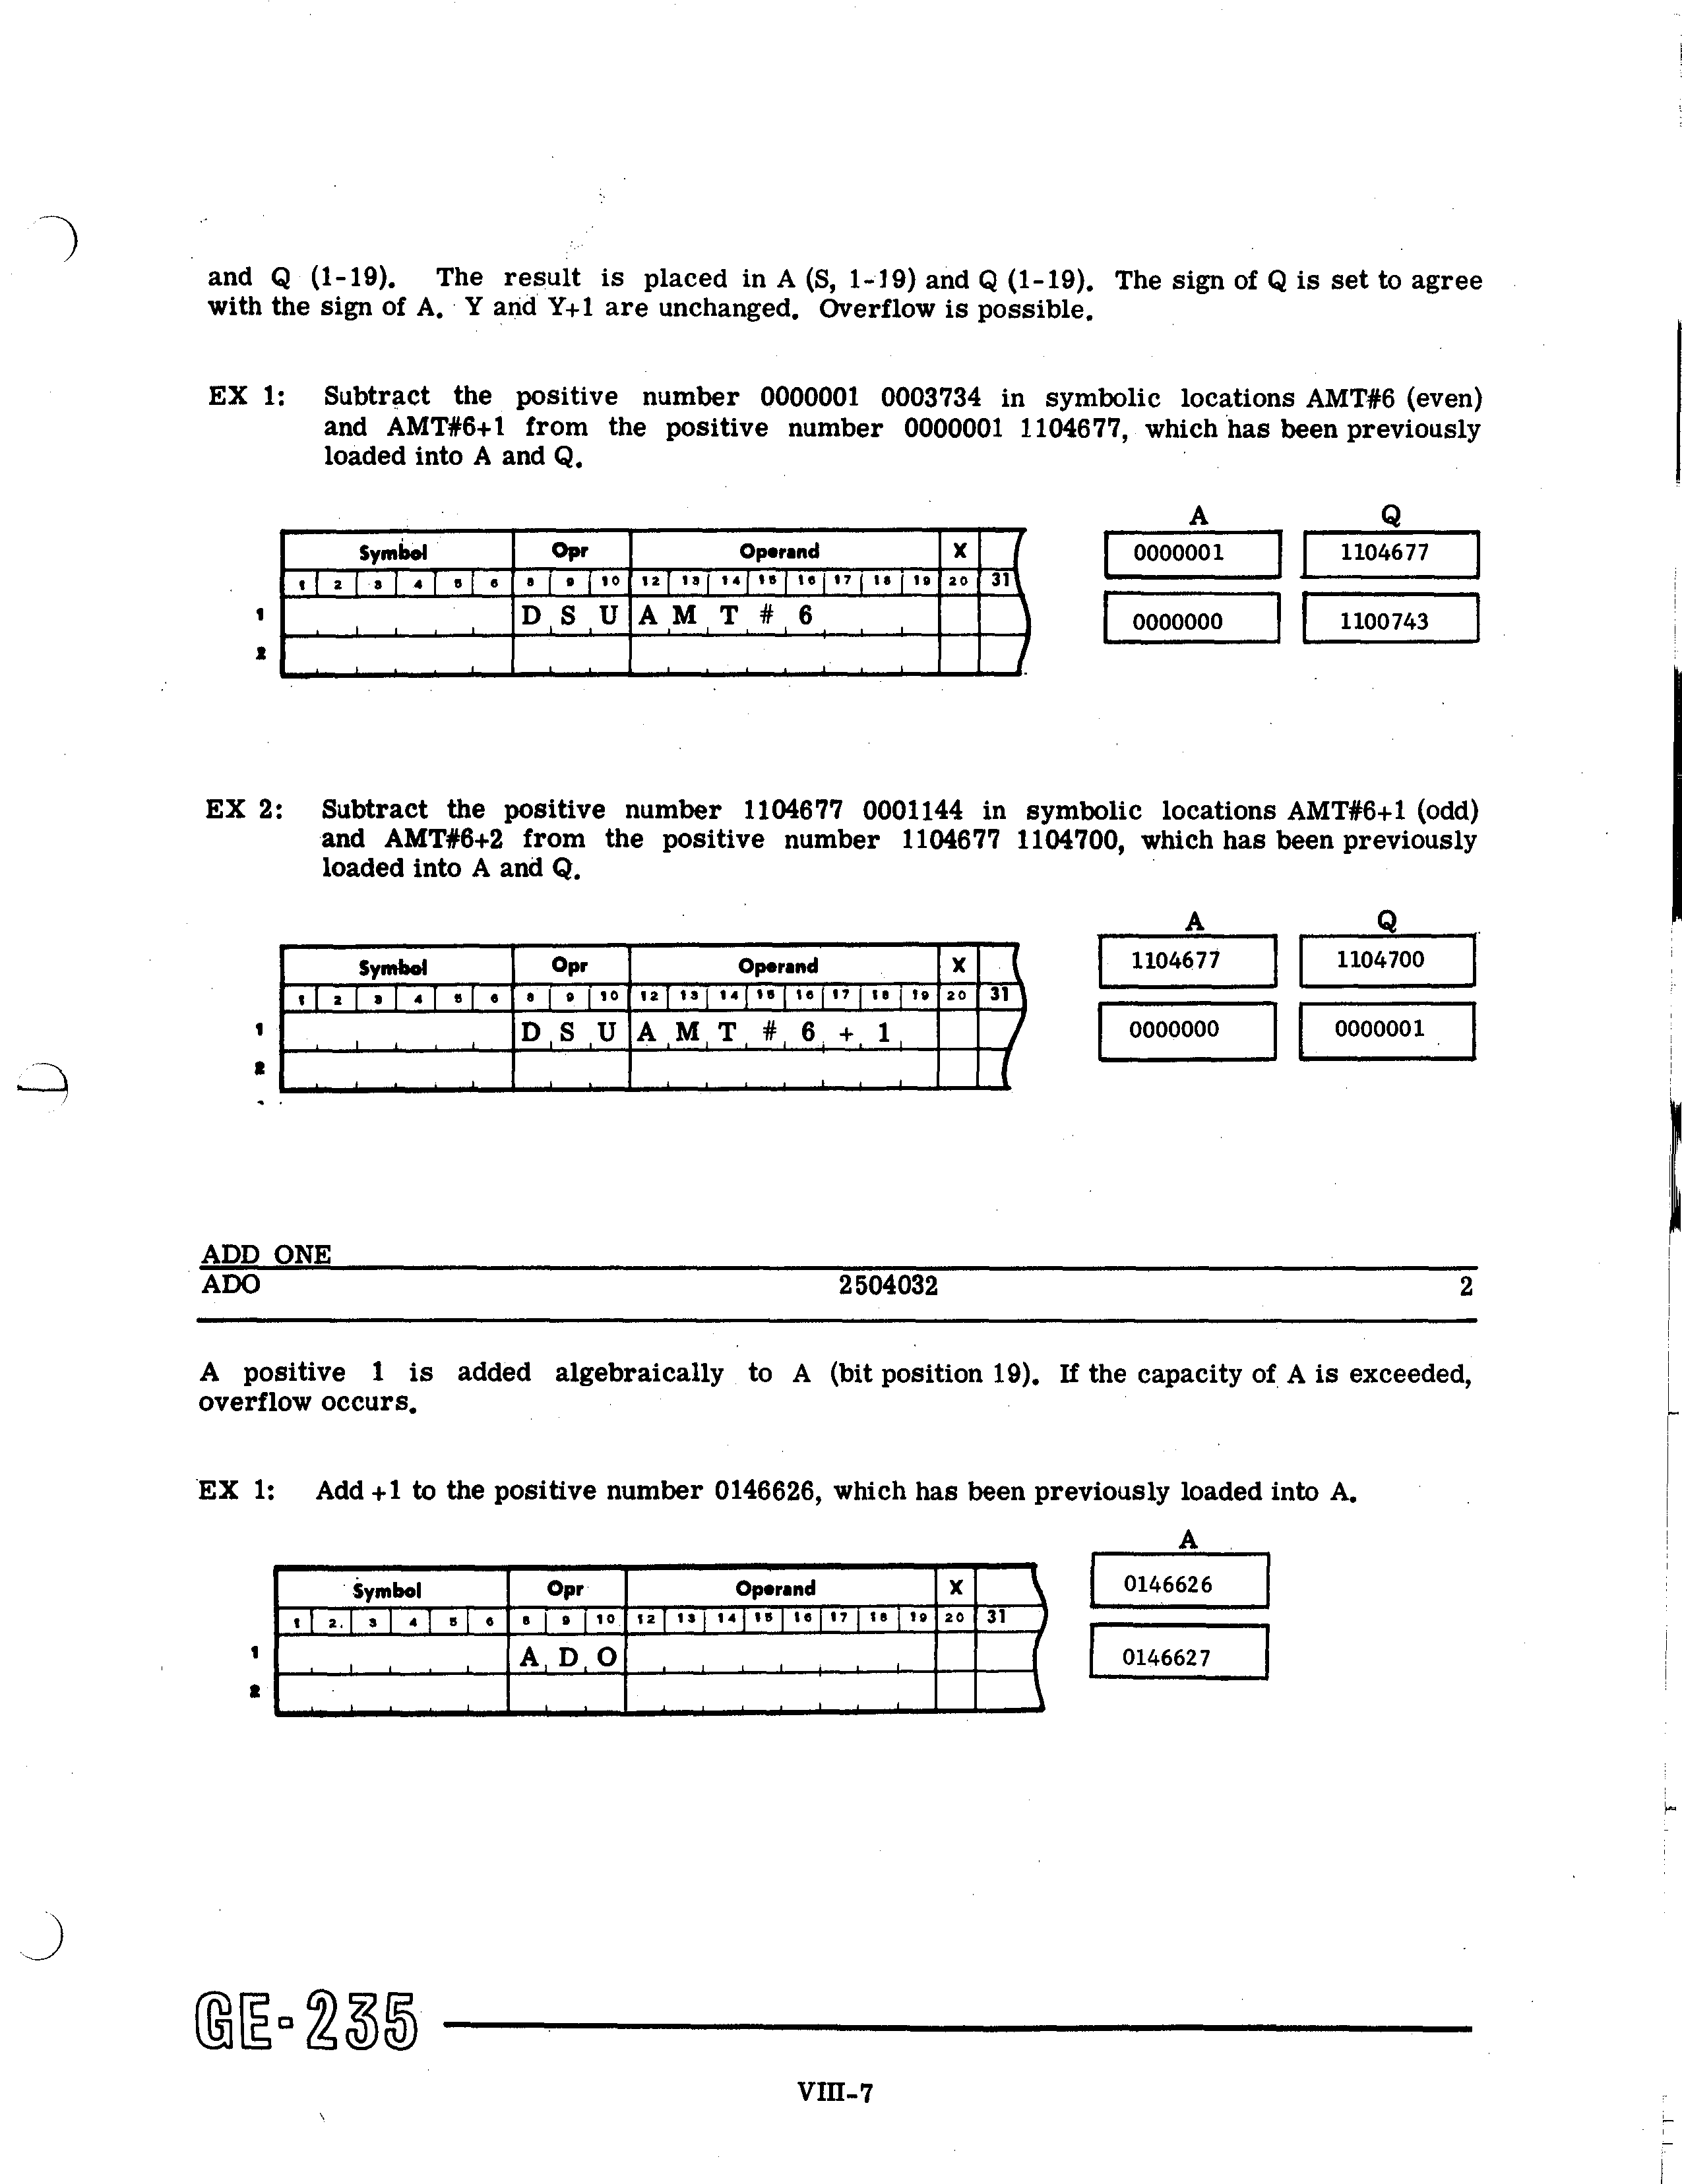 and Q (1-19). The result is placed in A (S, 1-19) and Q (1-19). The sign of Q is set to agree
with the sign of A. Y and Y+1 are unchanged. Overflow is possible.
EX 1: Subtract the positive number 0000001 0003734 in symbolic locations AMT#6 (even)
and AMT#6+1 from the positive number 0000001 1104677, which has been previously
loaded into A and Q.
A Q
Symbol Opr Operand X 0000001 1104677
1 2 3 4 5 6 8 9 10 12 13 14 15 16 17 18 19 20 31
1 D S U A M T # 6 0000000 1100743
2
EX 2: Subtract the positive number 1104677 0001144 in symbolic locations AMT#6+1 (odd)
and AMT#6+2 from the positive number 1104677 1104700, which has been previously
loaded into A and Q.
A Q
Symbol Opr Operand X 1104677 1104700
1 2 3 4 5 6 8 9 10 12 13 14 15 16 17 18 19 20 31
1 D S U A M T # 6 + 1 0000000 0000001
2
ADD ONE
ADO 2504032 2
A positive 1 is added algebraically to A (bit position 19). If the capacity of A is exceeded,
overflow occurs.
EX 1: Add +1 to the positive number 0146626, which has been previously loaded into A.
A
Symbol Opr Operand X 0146626
1 2 3 4 5 6 8 9 10 12 13 14 15 16 17 18 19 20 31
1 A D O 0146627
2
GE-235
VIII-7